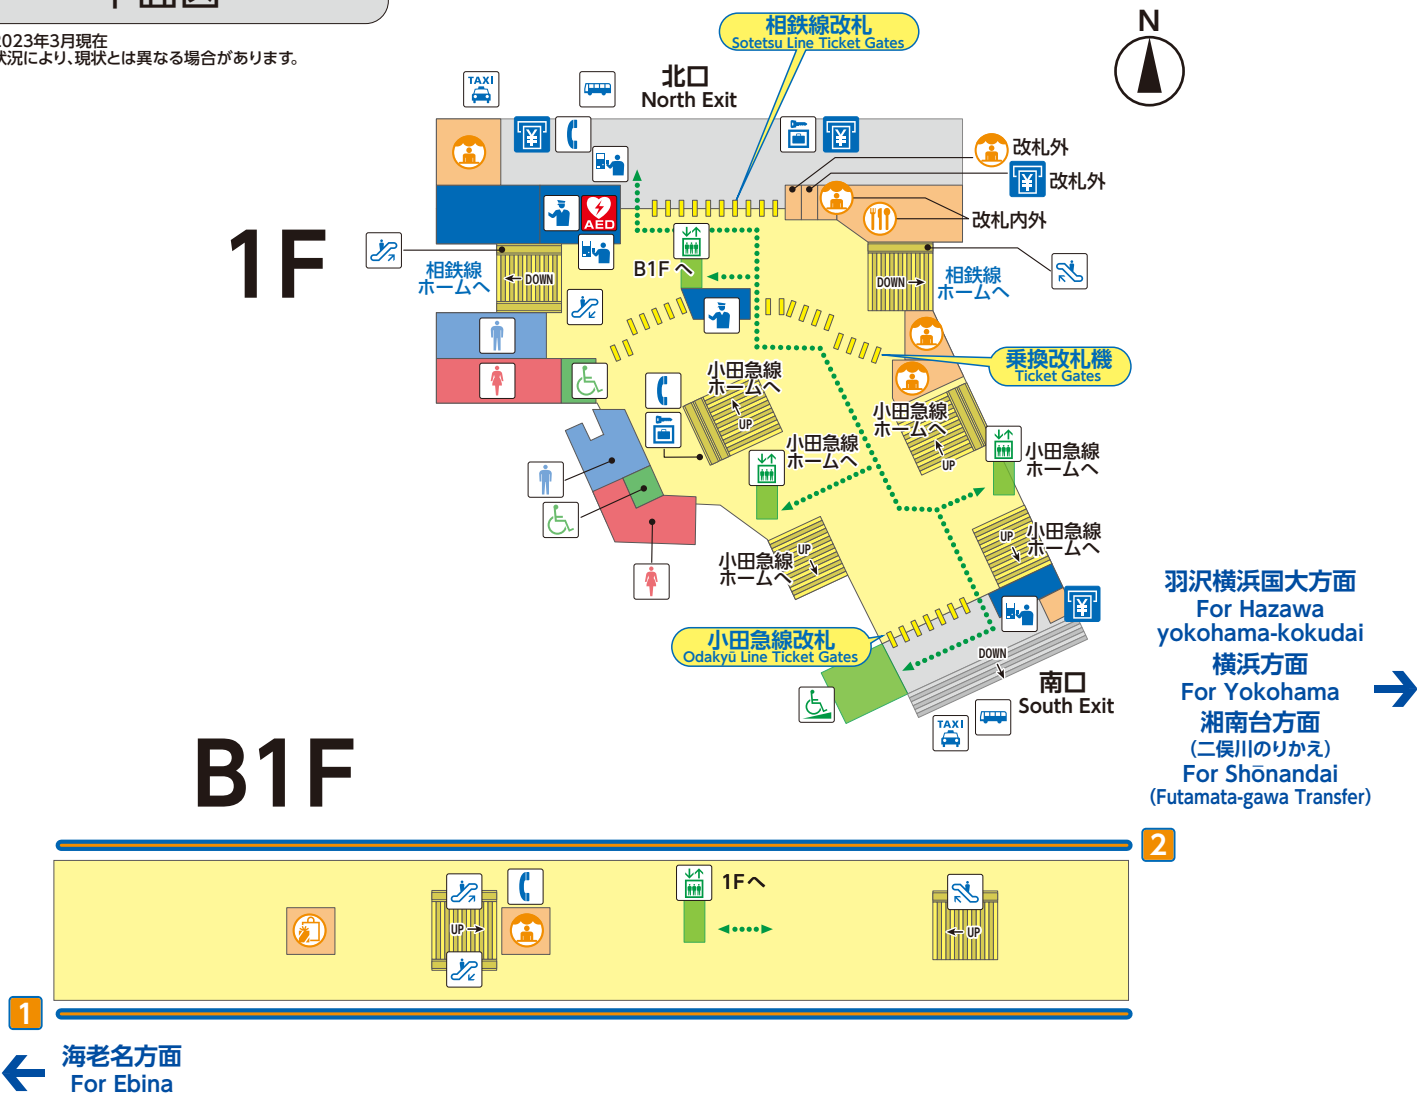 平面図
2023年3月現在
状況により、現状とは異なる場合があります。
相鉄線改札
Sotetsu Line Ticket Gates
N
北口
North Exit
TAXI
改札外
改札外
改札内外
AED
1F
B1Fへ
相鉄線
ホームへ
DOWN
DOWN
相鉄線
ホームへ
乗換改札機
Ticket Gates
小田急線
ホームへ
UP
小田急線
ホームへ
UP
小田急線
ホームへ
小田急線
ホームへ
小田急線
ホームへ
UP
UP
小田急線
ホームへ
小田急線改札
Odakyū Line Ticket Gates
DOWN
南口
South Exit
TAXI
羽沢横浜国大方面
For Hazawa
yokohama-kokudai
横浜方面
For Yokohama
湘南台方面
(二俣川のりかえ)
For Shōnandai
(Futamata-gawa Transfer)
B1F
2
UP
1Fへ
UP
1
海老名方面
For Ebina